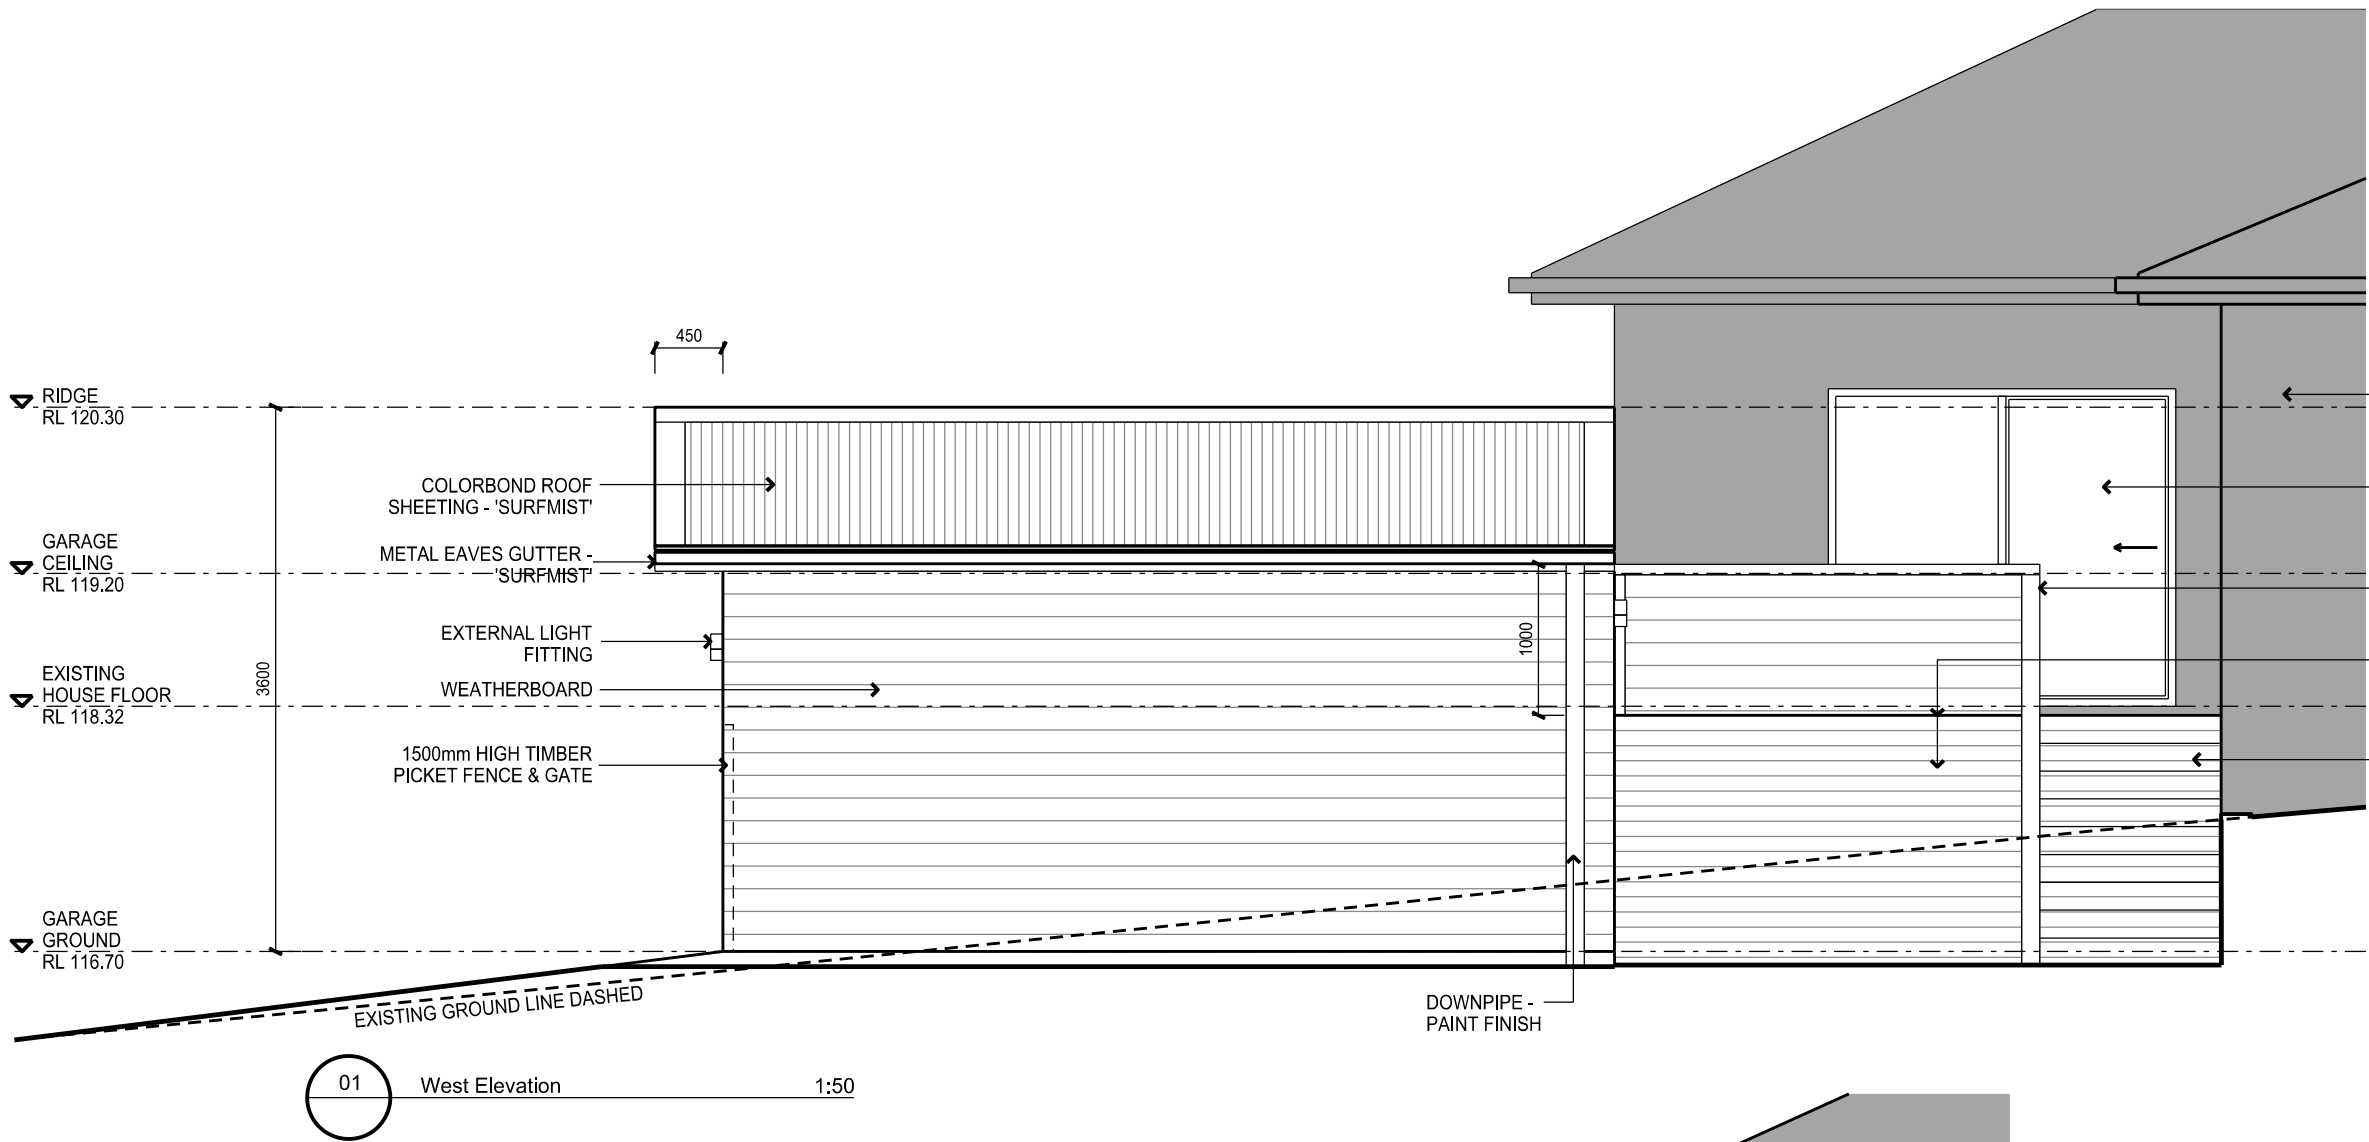 450
RIDGE
RL 120.30
COLORBOND ROOF
SHEETING - 'SURFMIST'
GARAGE
CEILING
RL 119.20
METAL EAVES GUTTER -
'SURFMIST'
EXTERNAL LIGHT
FITTING
1000
EXISTING
HOUSE FLOOR
RL 118.32
3600
WEATHERBOARD
1500mm HIGH TIMBER
PICKET FENCE & GATE
GARAGE
GROUND
RL 116.70
EXISTING GROUND LINE DASHED
DOWNPIPE -
PAINT FINISH
01 West Elevation 1:50